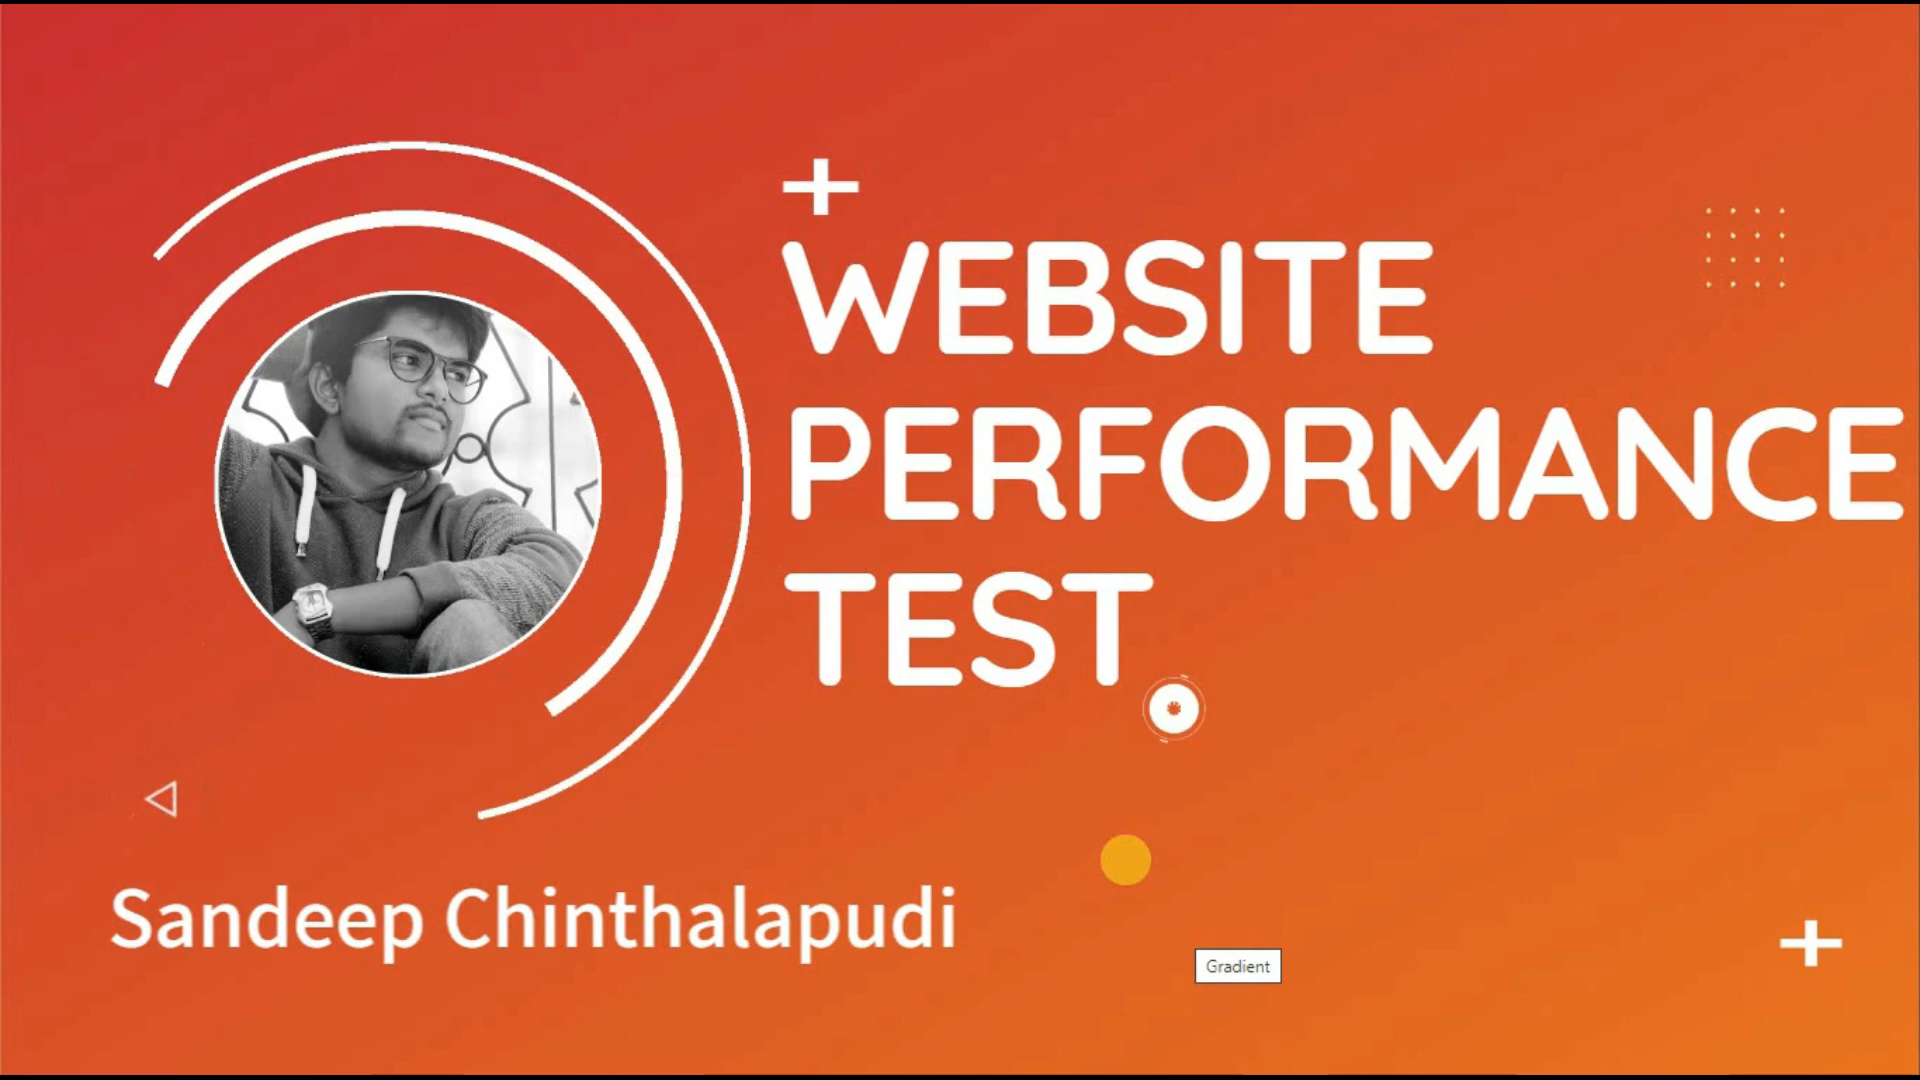 WEBSITE
PERFORMANCE
TEST
Sandeep Chinthalapudi
Gradient